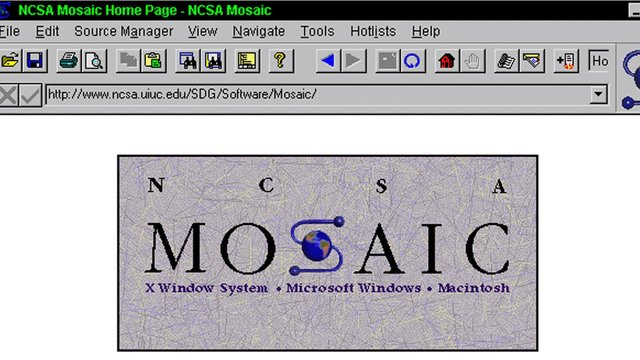 NCSA Mosaic Home Page - NCSA Mosaic
File Edit Source Manager View Navigate Tools Hotlists Help
Ho
http://www.ncsa.uiuc.edu/SDG/Software/Mosaic/
N C S A
MOSAIC
X Window System • Microsoft Windows • Macintosh